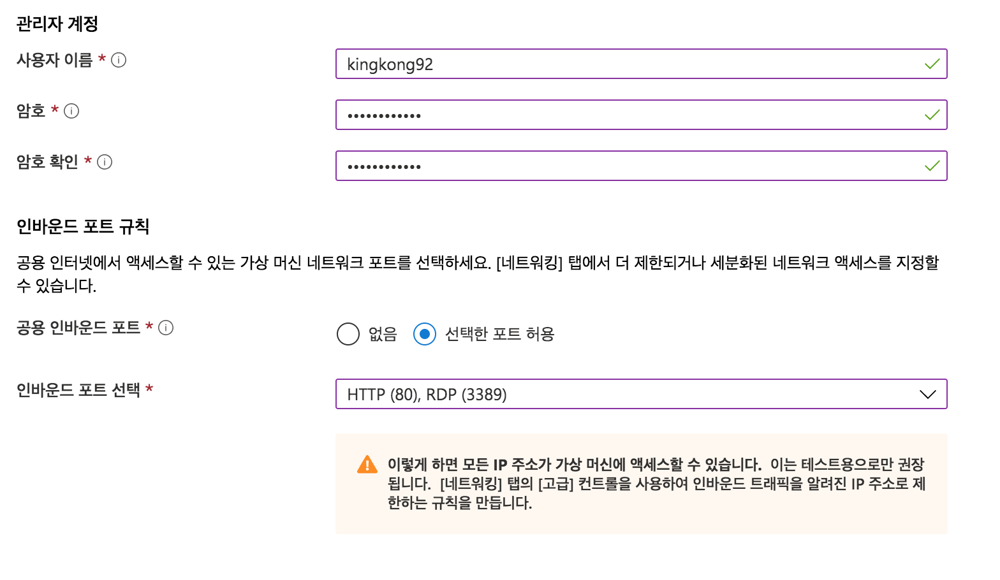 관리자 계정
사용자 이름 *
kingkong92
암호 *
••••••••••••
암호 확인 *
••••••••••••
인바운드 포트 규칙
공용 인터넷에서 액세스할 수 있는 가상 머신 네트워크 포트를 선택하세요. [네트워킹] 탭에서 더 제한되거나 세분화된 네트워크 액세스를 지정할
수 있습니다.
공용 인바운드 포트 *
없음 선택한 포트 허용
인바운드 포트 선택 *
HTTP (80), RDP (3389)
이렇게 하면 모든 IP 주소가 가상 머신에 액세스할 수 있습니다. 이는 테스트용으로만 권장
됩니다. [네트워킹] 탭의 [고급] 컨트롤을 사용하여 인바운드 트래픽을 알려진 IP 주소로 제
한하는 규칙을 만듭니다.